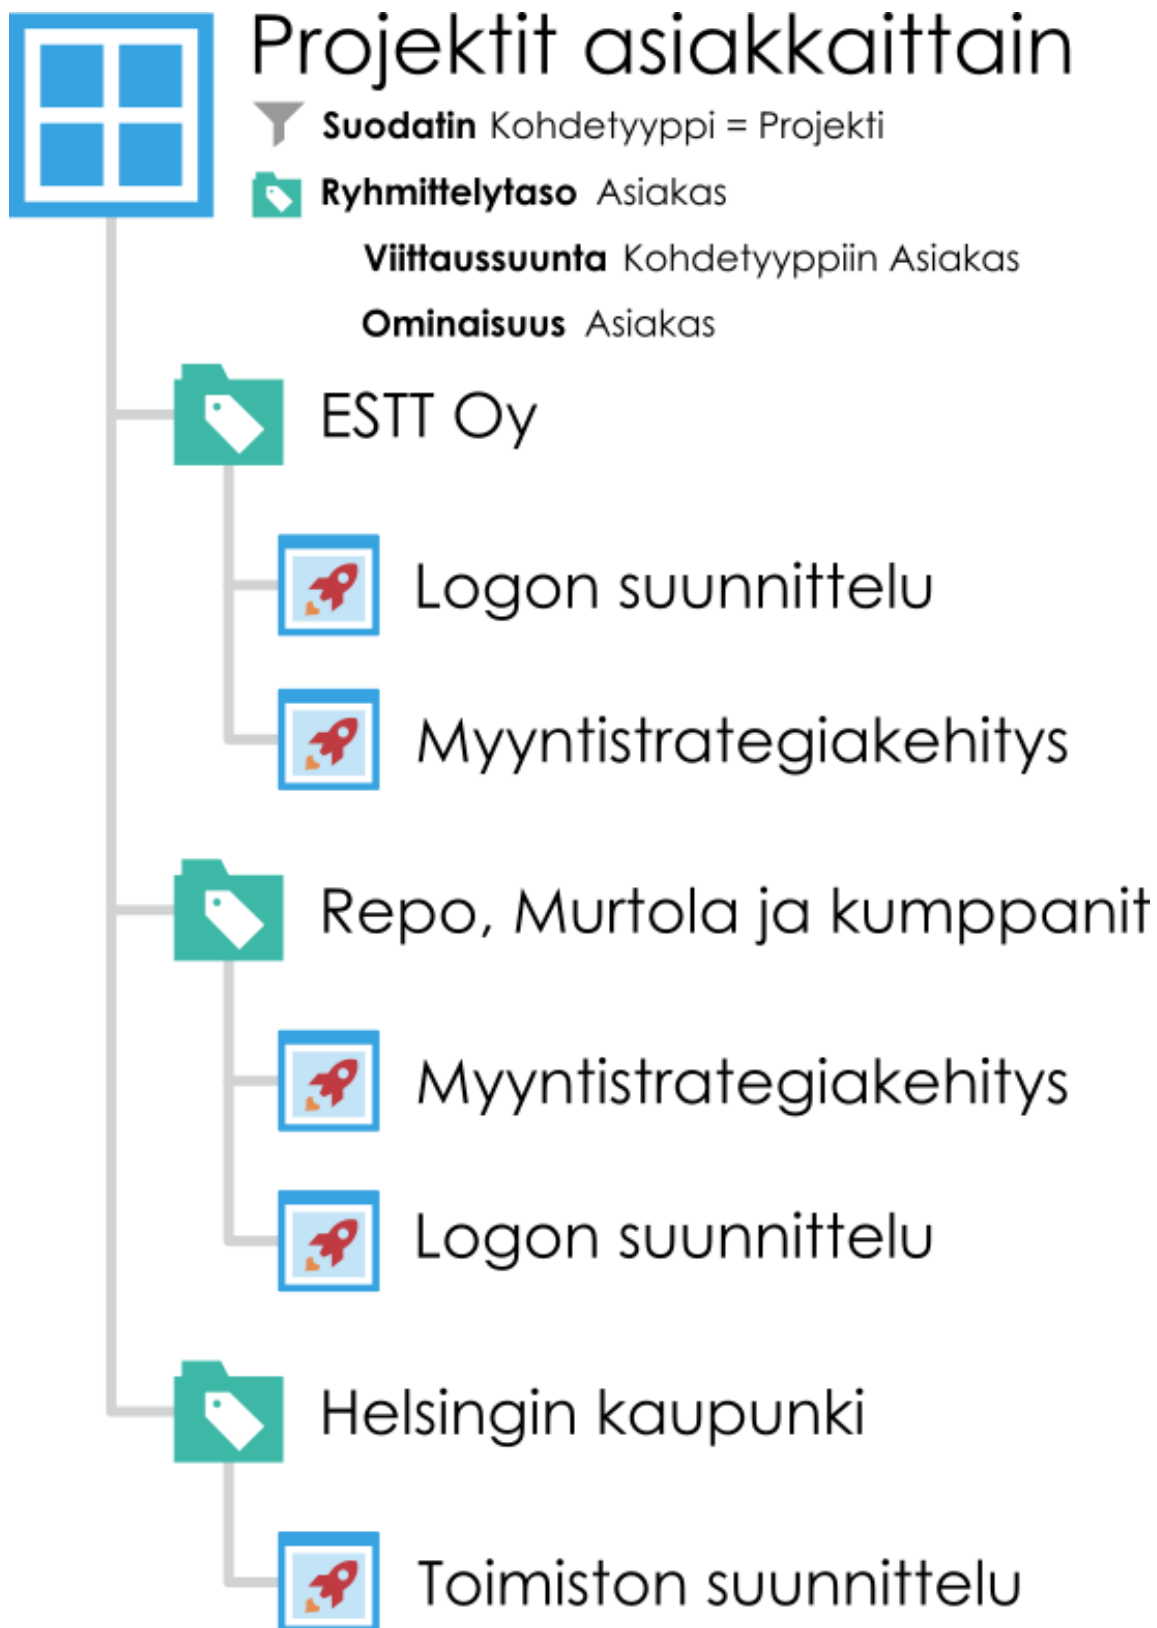 Projektit asiakkaittain
Suodatin Kohdetyyppi = Projekti
Ryhmittelytaso Asiakas
Viittaussuunta Kohdetyyppiin Asiakas
Ominaisuus Asiakas
ESTT Oy
Logon suunnittelu
Myyntistrategiakehitys
Repo, Murtola ja kumppanit
Myyntistrategiakehitys
Logon suunnittelu
Helsingin kaupunki
Toimiston suunnittelu